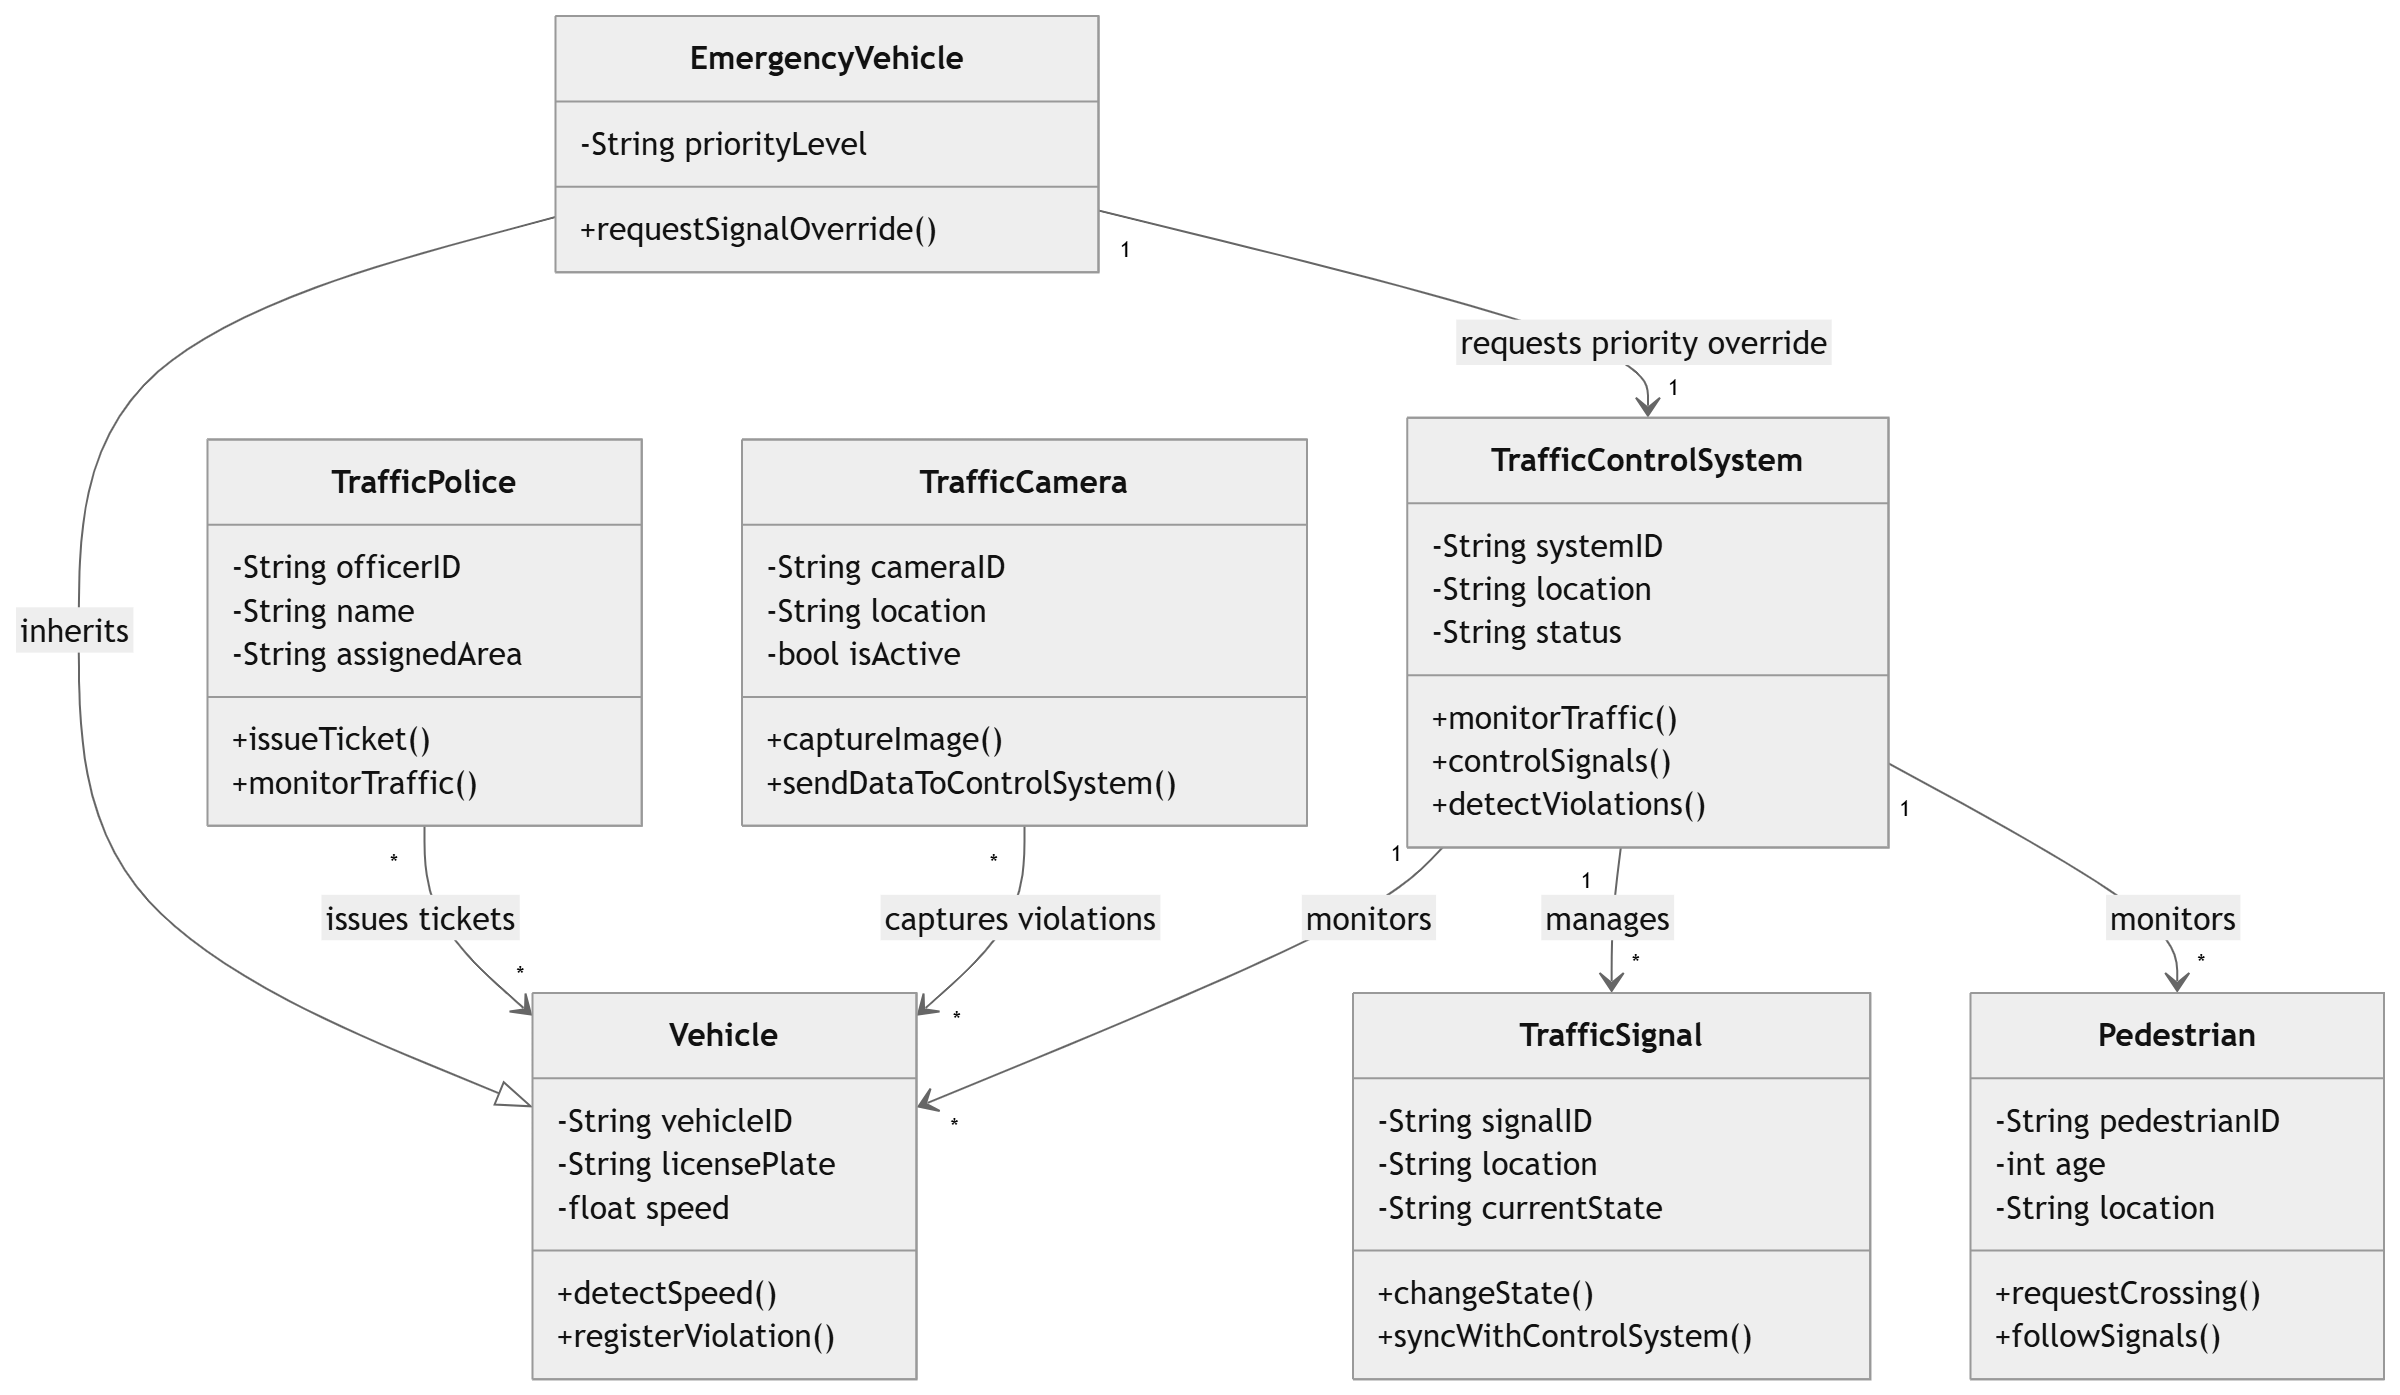 EmergencyVehicle
-String priorityLevel
+requestSignalOverride()
1
requests priority override
1
inherits
TrafficPolice
-String officerID
-String name
-String assignedArea
+issueTicket()
+monitorTraffic()
TrafficCamera
-String cameraID
-String location
-bool isActive
+captureImage()
+sendDataToControlSystem()
TrafficControlSystem
-String systemID
-String location
-String status
+monitorTraffic()
+controlSignals()
+detectViolations()
*
issues tickets
*
*
captures violations
*
1
monitors
*
1
manages
*
1
monitors
*
Vehicle
-String vehicleID
-String licensePlate
-float speed
+detectSpeed()
+registerViolation()
TrafficSignal
-String signalID
-String location
-String currentState
+changeState()
+syncWithControlSystem()
Pedestrian
-String pedestrianID
-int age
-String location
+requestCrossing()
+followSignals()